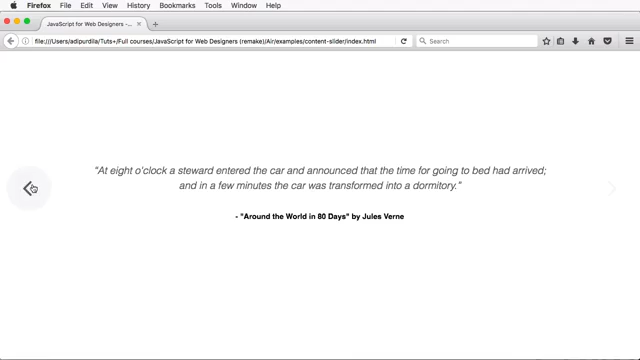 Firefox File Edit View History Bookmarks Tools Window Help
JavaScript for Web Designers -...
file:///Users/adipurdila/Tuts+/Full courses/JavaScript for Web Designers (remake)/Air/examples/content-slider/index.html
Search
"At eight o'clock a steward entered the car and announced that the time for going to bed had arrived;
and in a few minutes the car was transformed into a dormitory."
- "Around the World in 80 Days" by Jules Verne